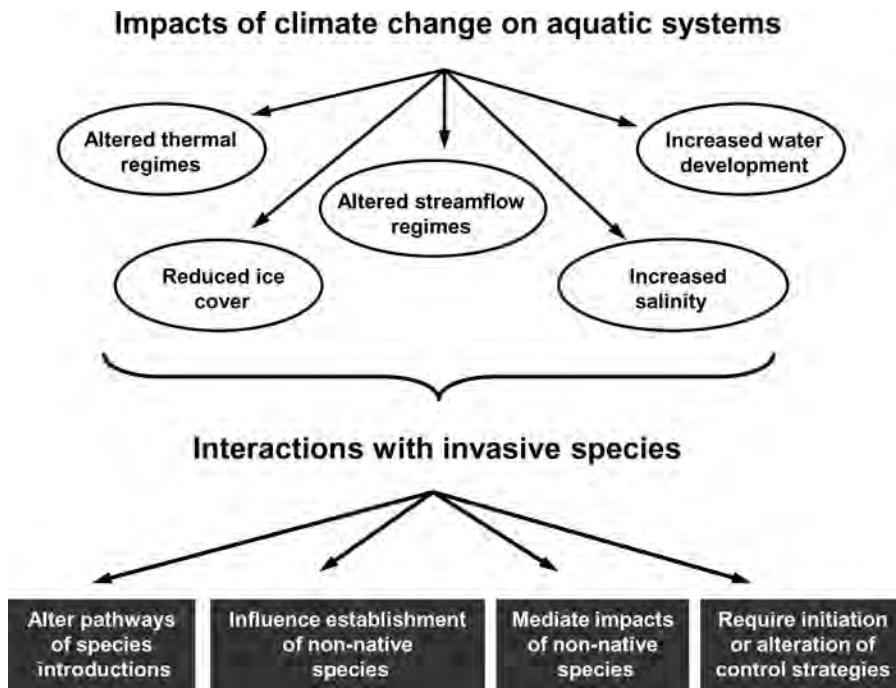 Impacts of climate change on aquatic systems
Altered thermal
regimes
Increased water
development
Altered streamflow
regimes
Reduced ice
cover
Increased
salinity
Interactions with invasive species
Alter pathways
of species
introductions
Influence establishment
of non-native
species
Mediate impacts
of non-native
species
Require initiation
or alteration of
control strategies